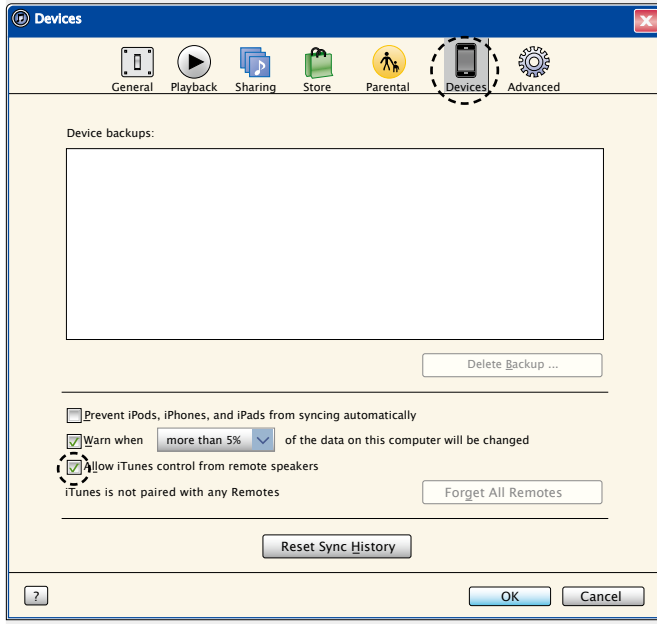 Devices
General Playback Sharing Store Parental Devices Advanced
Device backups:
Delete Backup ...
Prevent iPods, iPhones, and iPads from syncing automatically
Warn when more than 5% of the data on this computer will be changed
Allow iTunes control from remote speakers
iTunes is not paired with any Remotes Forget All Remotes
Reset Sync History
? OK Cancel